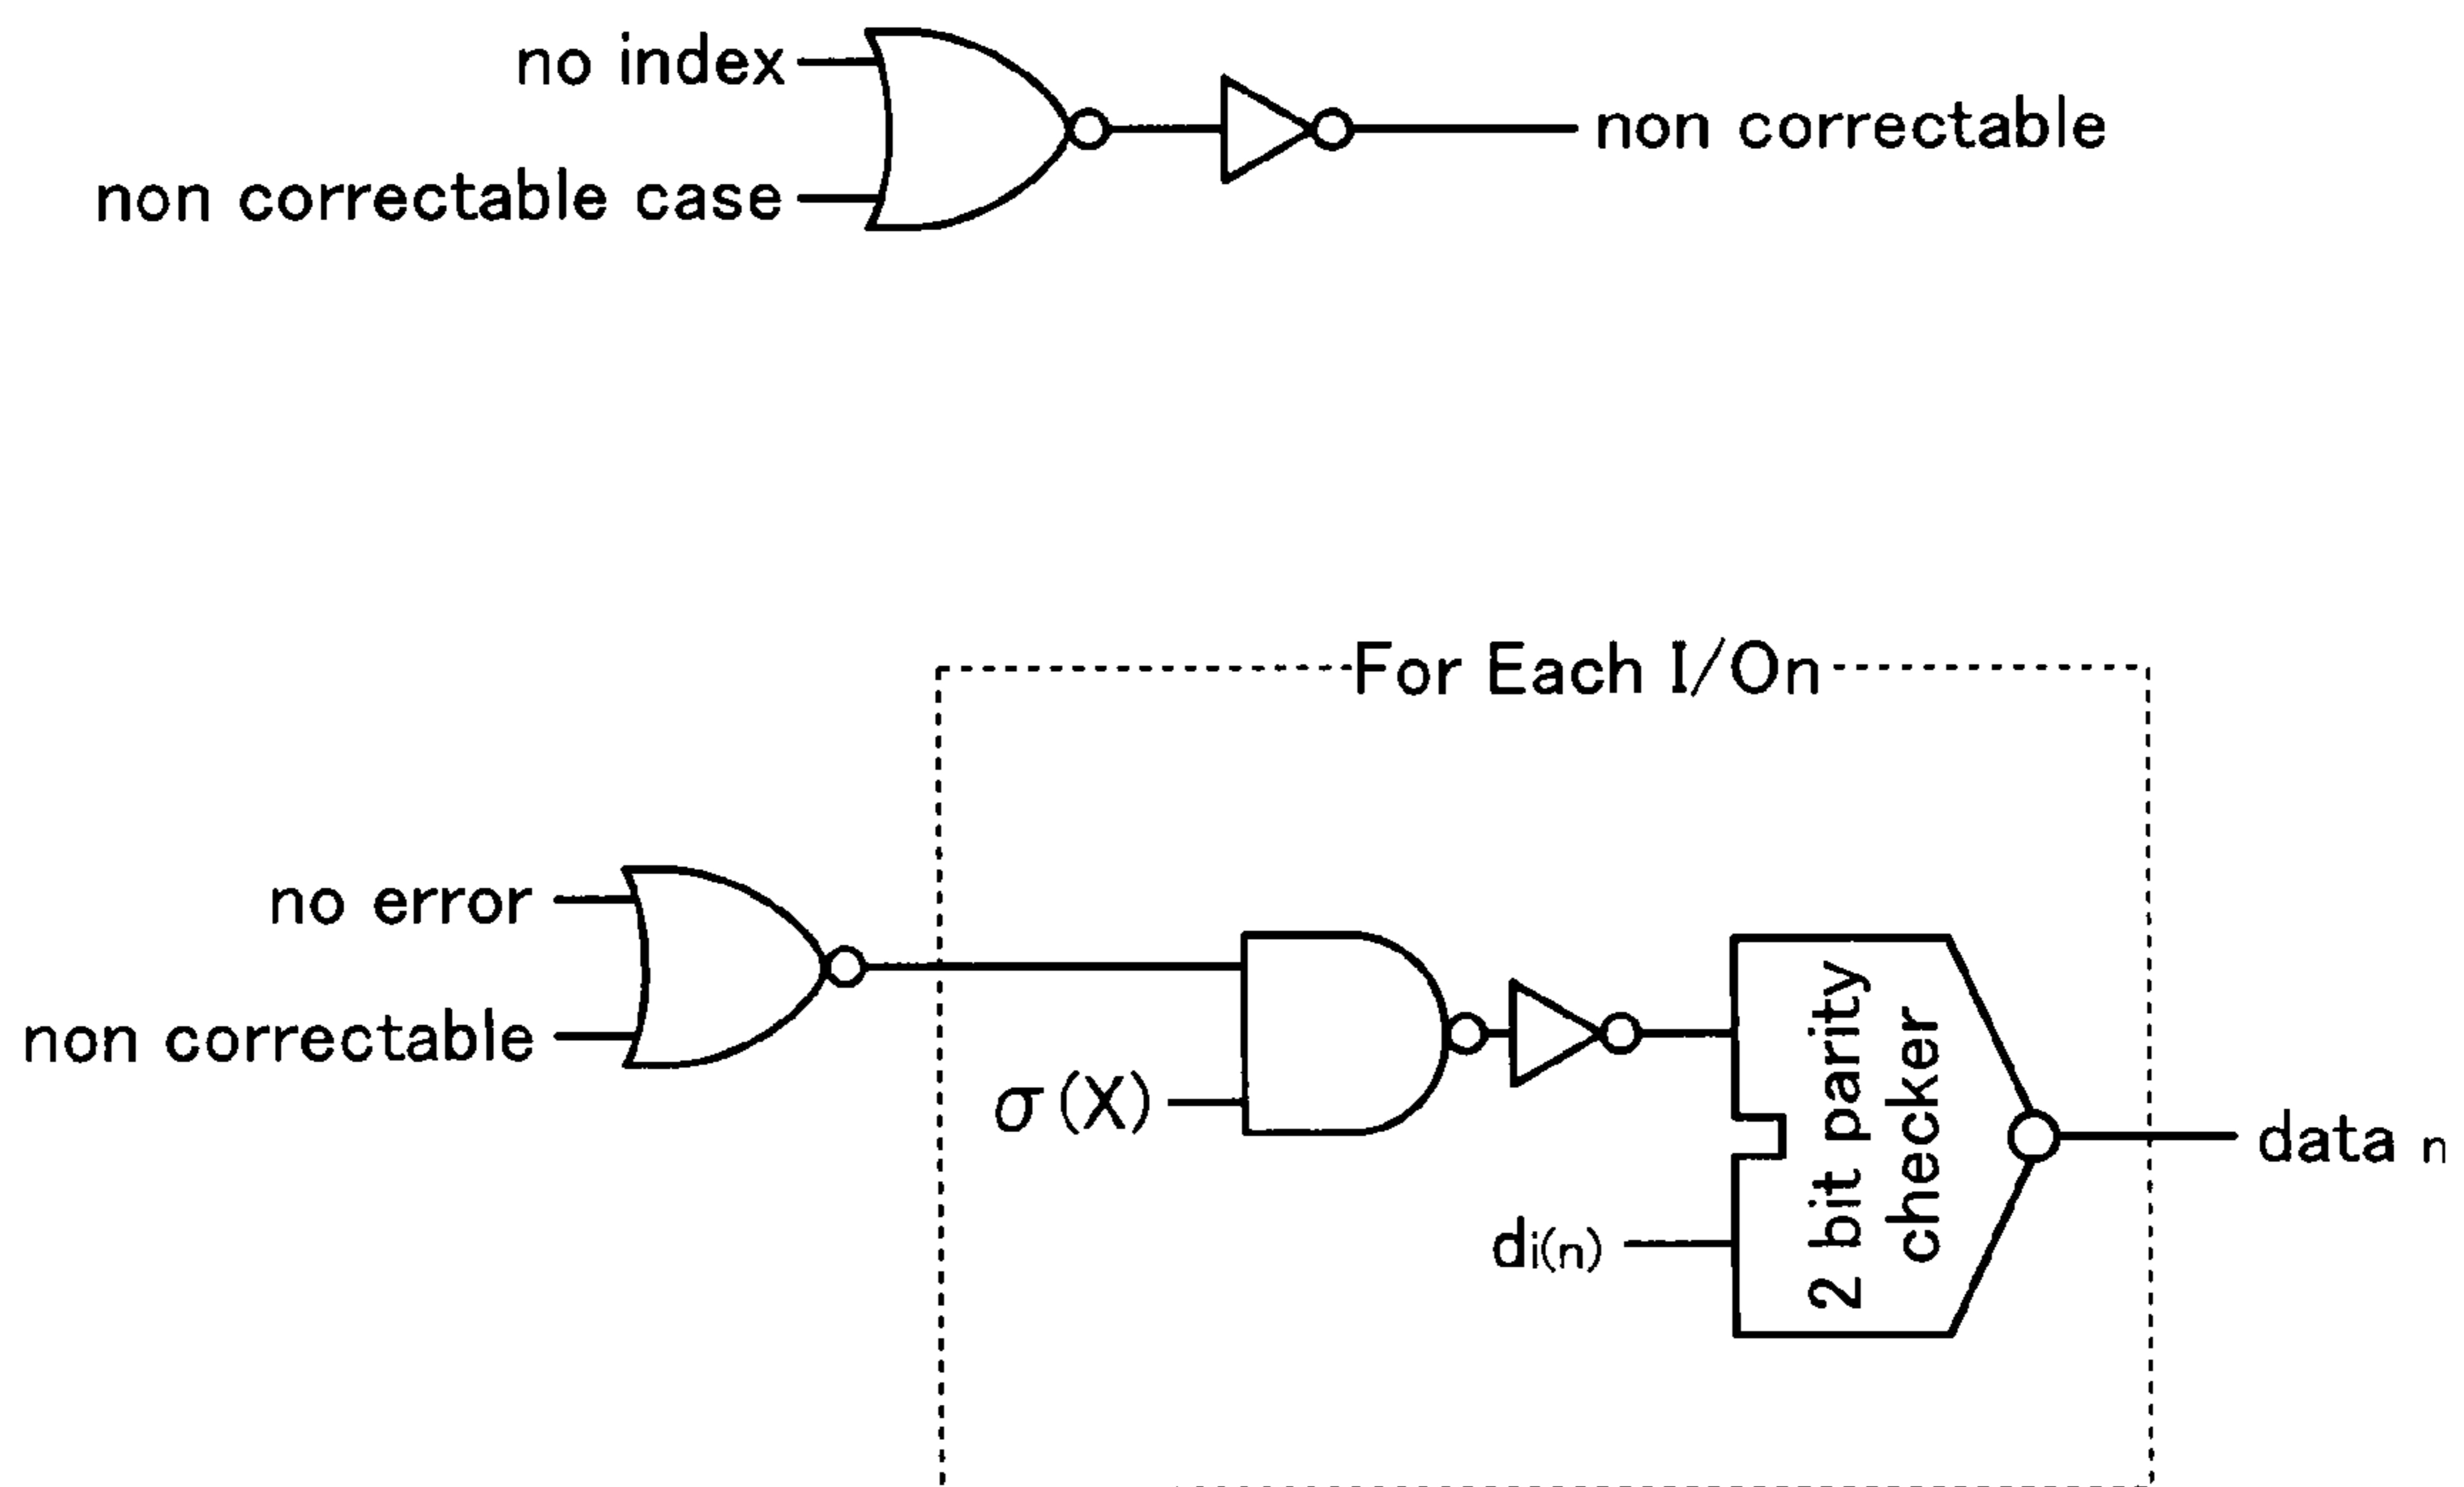 no index
non correctable case
non correctable
For Each I/On
no error
non correctable
σ(X)
2 bit parity
checker
di(n)
data n